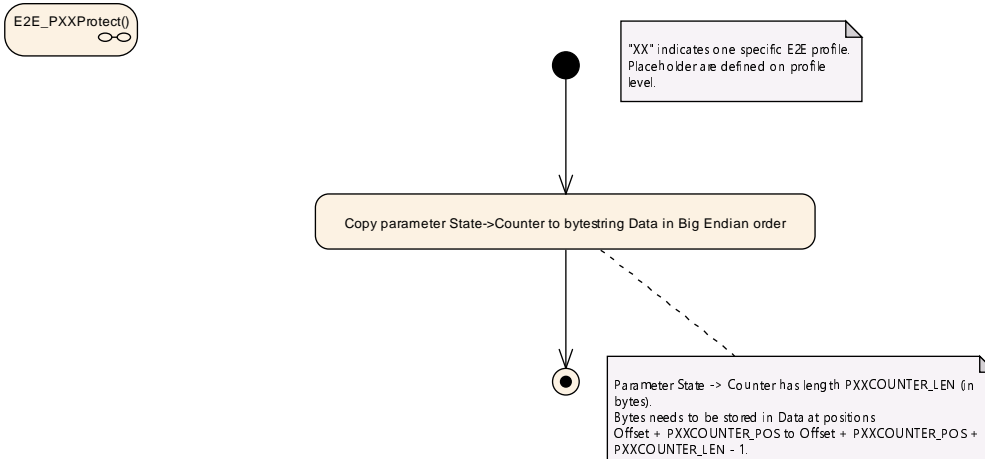 E2E_PXXProtect()
"XX" indicates one specific E2E profile.
Placeholder are defined on profile
level.
Copy parameter State->Counter to bytestring Data in Big Endian order
Parameter State -> Counter has length PXXCOUNTER_LEN (in
bytes).
Bytes needs to be stored in Data at positions
Offset + PXXCOUNTER_POS to Offset + PXXCOUNTER_POS +
PXXCOUNTER_LEN - 1.